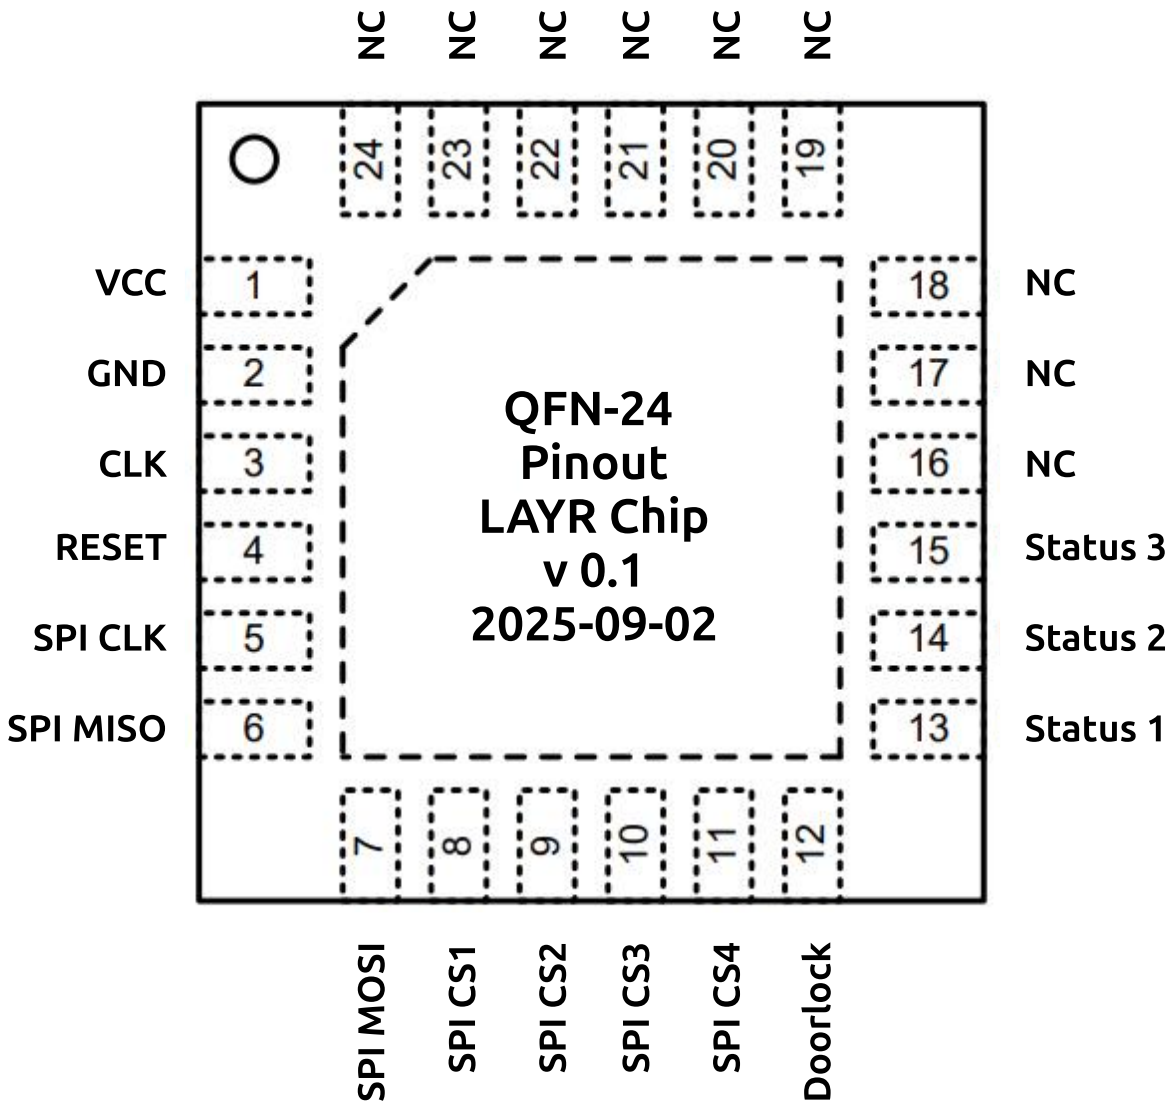 NC NC NC NC NC NC
24 23 22 21 20 19
VCC 1 18 NC
GND 2 17 NC
CLK 3 16 NC
RESET 4 15 Status 3
SPI CLK 5 14 Status 2
SPI MISO 6 13 Status 1
QFN-24
Pinout
LAYR Chip
v 0.1
2025-09-02
7 8 9 10 11 12
SPI MOSI
SPI CS1
SPI CS2
SPI CS3
SPI CS4
Doorlock